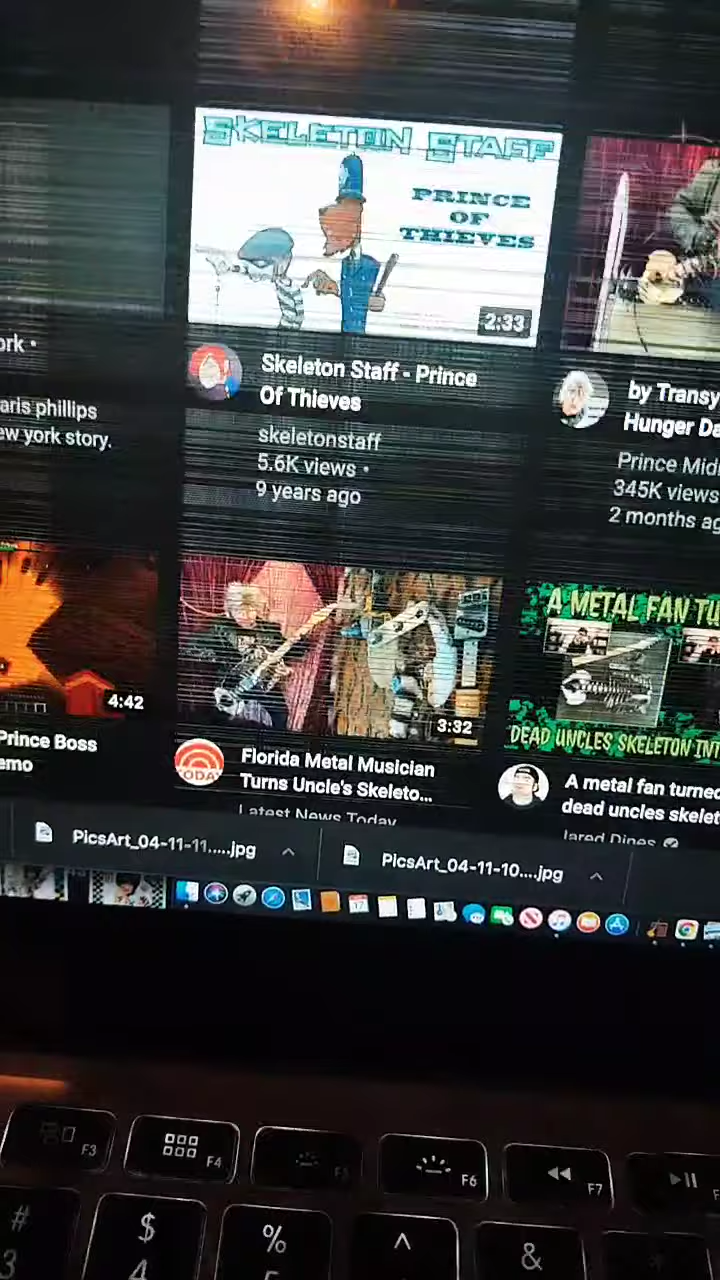 SKELETON STAFF
PRINCE
OF
THIEVES
2:33
ork •
aris phillips
ew york story.
Skeleton Staff - Prince
Of Thieves
skeletonstaff
5.6K views •
9 years ago
by Transy
Hunger Da
Prince Mid
345K views
2 months ag
4:42
Prince Boss
emo
3:32
TODAY
Florida Metal Musician
Turns Uncle's Skeleto...
Latest News Today
A METAL FAN TU
DEAD UNCLES SKELETON INT
A metal fan turned
dead uncles skelet
Jared Dines
PicsArt_04-11-11.....jpg
PicsArt_04-11-10....jpg
17
F3
F4
F5
F6
F7
F
#
3
$
4
%
5
^
&